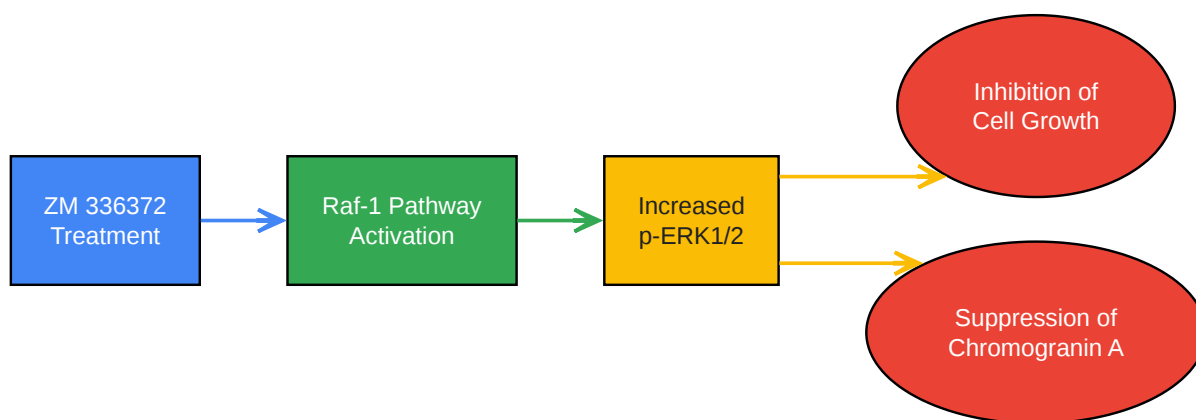 ZM 336372
Treatment
Raf-1 Pathway
Activation
Increased
p-ERK1/2
Inhibition of
Cell Growth
Suppression of
Chromogranin A